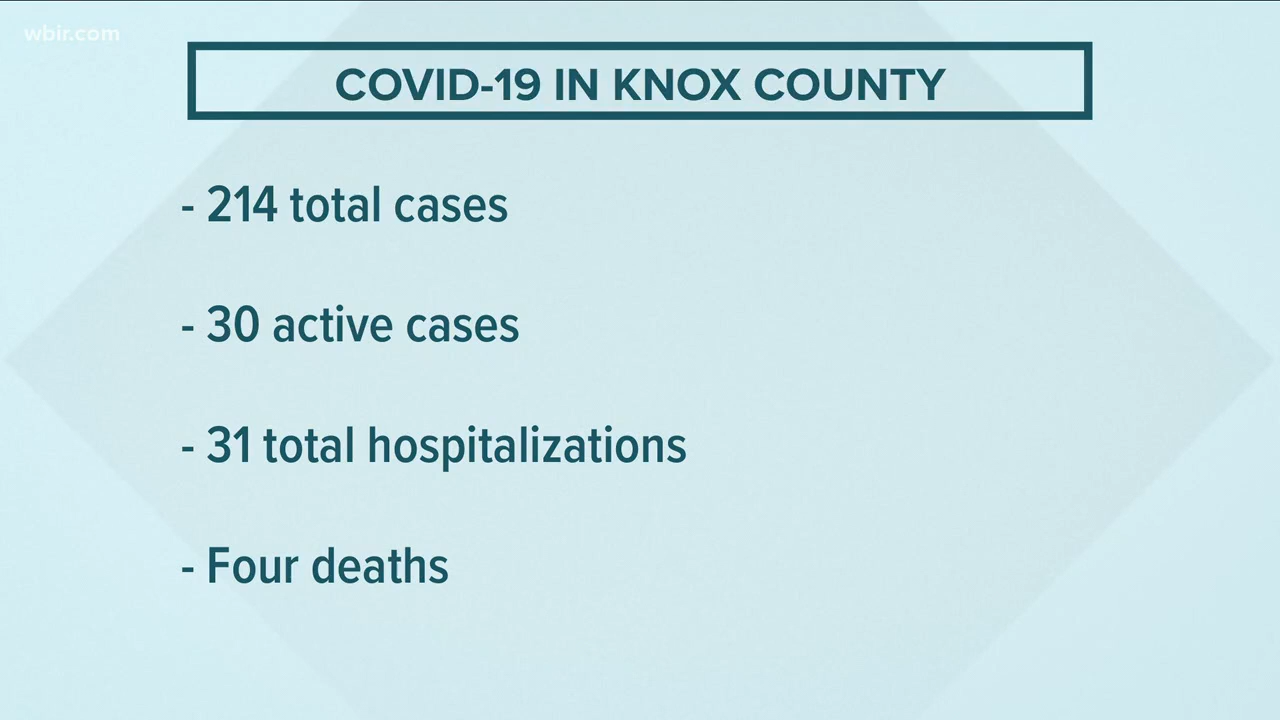 wbir.com
COVID-19 IN KNOX COUNTY
- 214 total cases
- 30 active cases
- 31 total hospitalizations
- Four deaths